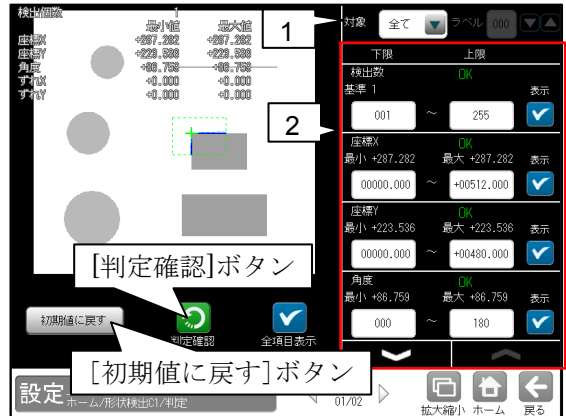 検出個数 1
最小値 最大値
座標X +287.282 +287.282
座標Y +223.536 +223.536
角度 +86.759 +86.759
ずれX +0.000 +0.000
ずれY +0.000 +0.000
1
対象 全て ラベル 000
下限 上限
検出数 OK
基準 1 表示
001 ~ 255
2
座標X OK
最小 +287.282 最大 +287.282 表示
00000.000 ~ +00512.000
座標Y OK
最小 +223.536 最大 +223.536 表示
00000.000 ~ +00480.000
角度 OK
最小 +86.759 最大 +86.759 表示
000 ~ 180
[判定確認]ボタン
初期値に戻す
判定確認 全項目表示
[初期値に戻す]ボタン
設定 ホーム/形状検出C1/判定
01/02
拡大縮小 ホーム 戻る